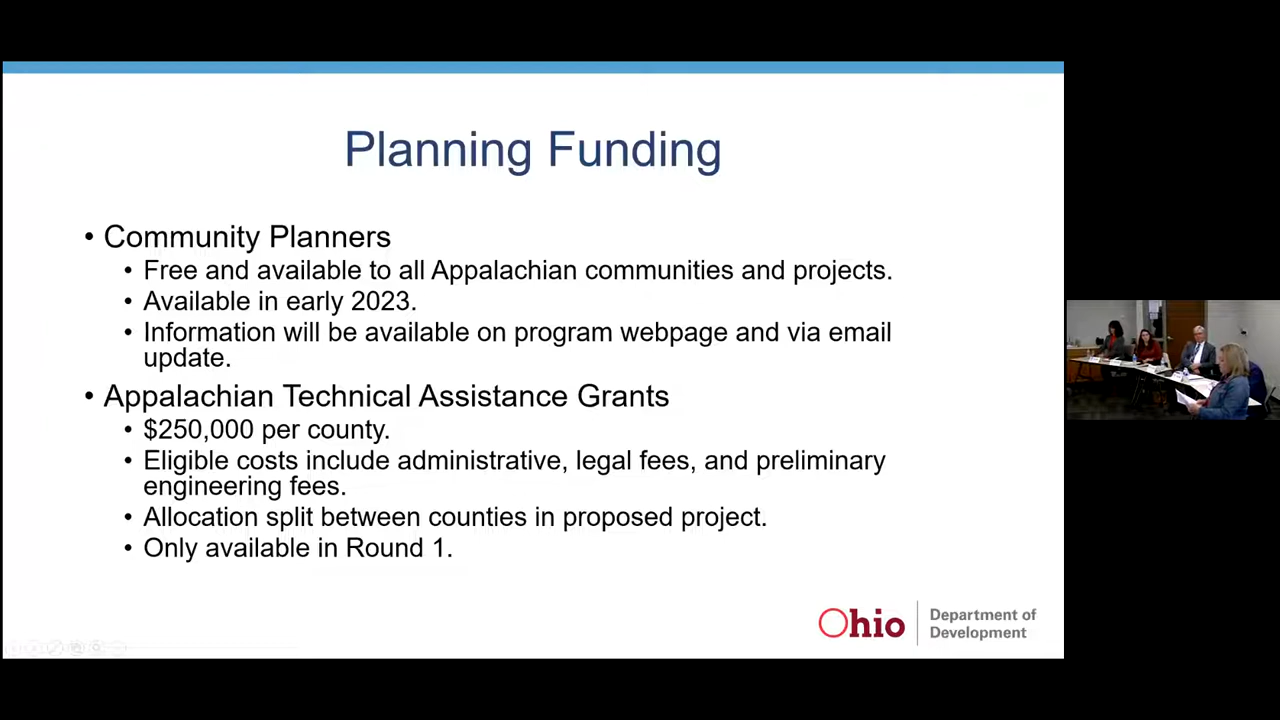 Planning Funding
• Community Planners
• Free and available to all Appalachian communities and projects.
• Available in early 2023.
• Information will be available on program webpage and via email
update.
• Appalachian Technical Assistance Grants
• $250,000 per county.
• Eligible costs include administrative, legal fees, and preliminary
engineering fees.
• Allocation split between counties in proposed project.
• Only available in Round 1.
Ohio
Department of
Development